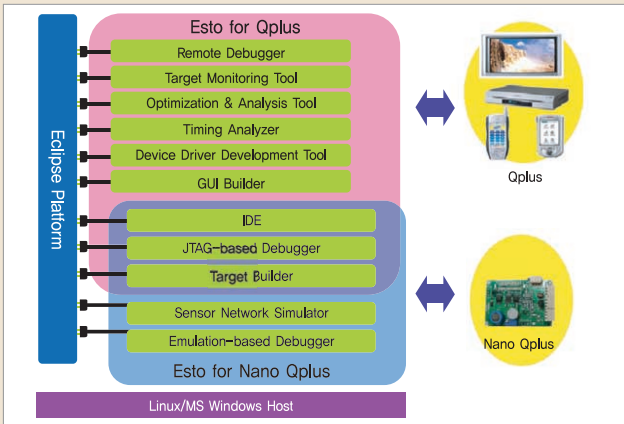 Esto for Qplus
Remote Debugger
Target Monitoring Tool
Optimization & Analysis Tool
Timing Analyzer
Device Driver Development Tool
GUI Builder
IDE
JTAG-based Debugger
Target Builder
Sensor Network Simulator
Emulation-based Debugger
Esto for Nano Qplus
Eclipse Platform
Linux/MS Windows Host
Qplus
Nano Qplus